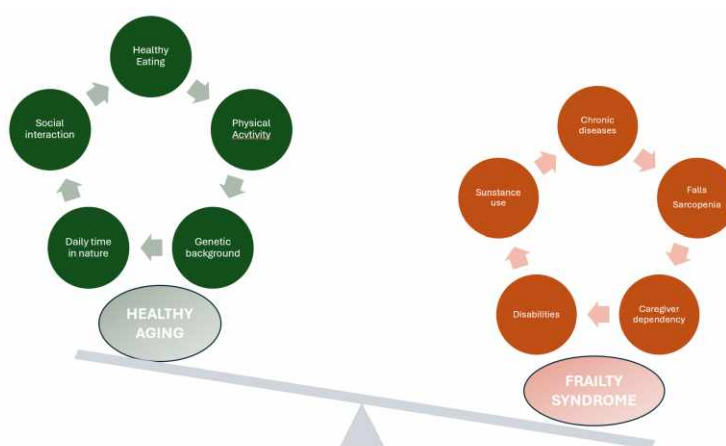 Healthy
Eating
Physical
Acvtivity
Genetic
background
Daily time
in nature
Social
interaction
HEALTHY
AGING
Chronic
diseases
Falls
Sarcopenia
Caregiver
dependency
Disabilities
Sunstance
use
FRAILTY
SYNDROME